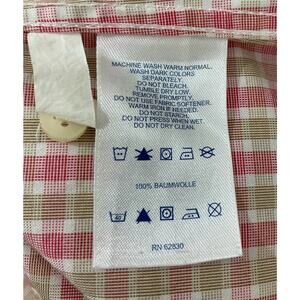 MACHINE WASH WARM NORMAL.
WASH DARK COLORS
SEPARATELY.
DO NOT BLEACH.
TUMBLE DRY LOW.
REMOVE PROMPTLY.
DO NOT USE FABRIC SOFTENER.
WARM IRON IF NEEDED.
DO NOT STARCH.
DO NOT PRESS WHEN WET.
DO NOT DRY CLEAN.
100% BAUMWOLLE
40
RN 62830